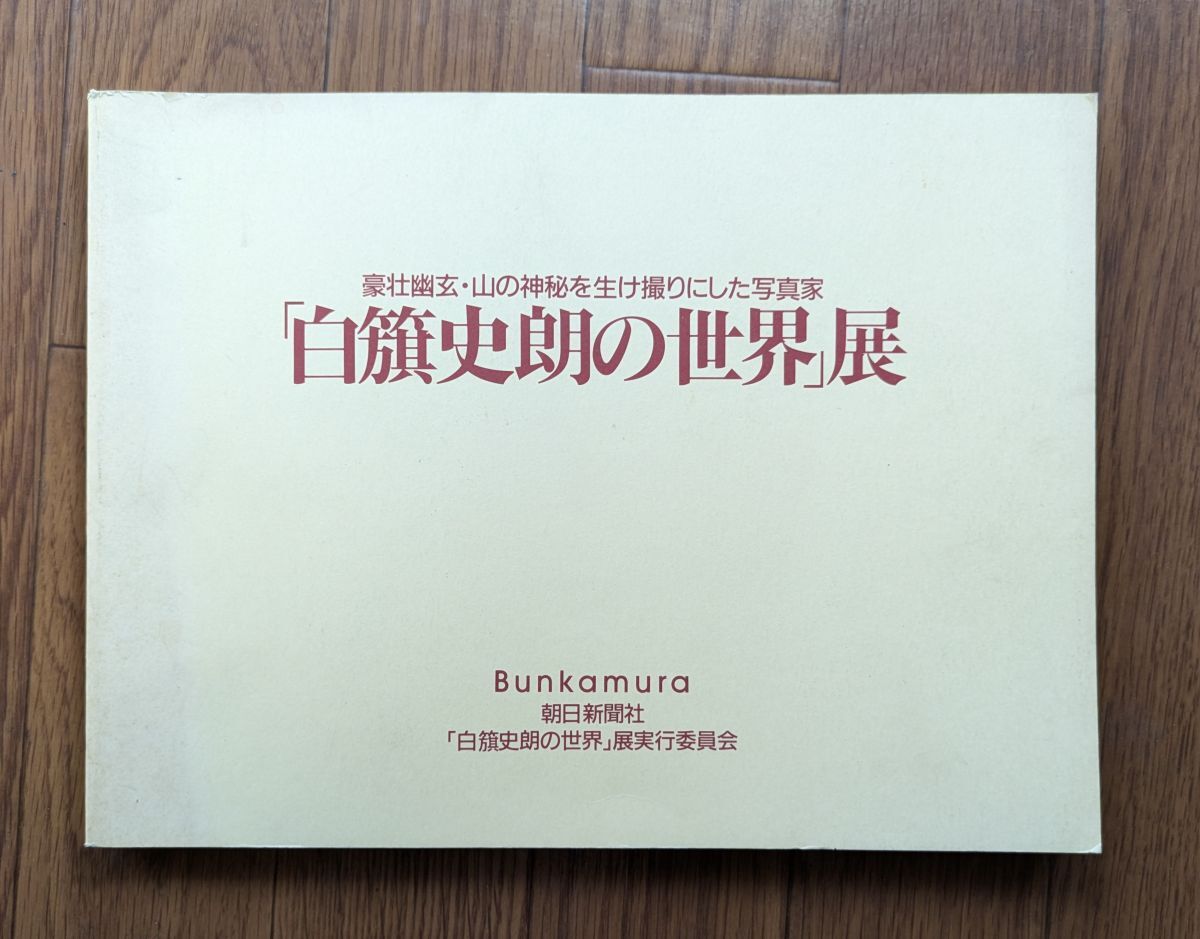 豪壮幽玄・山の神秘を生け撮りにした写真家
「白籏史朗の世界」展
Bunkamura
朝日新聞社
「白籏史朗の世界」展実行委員会